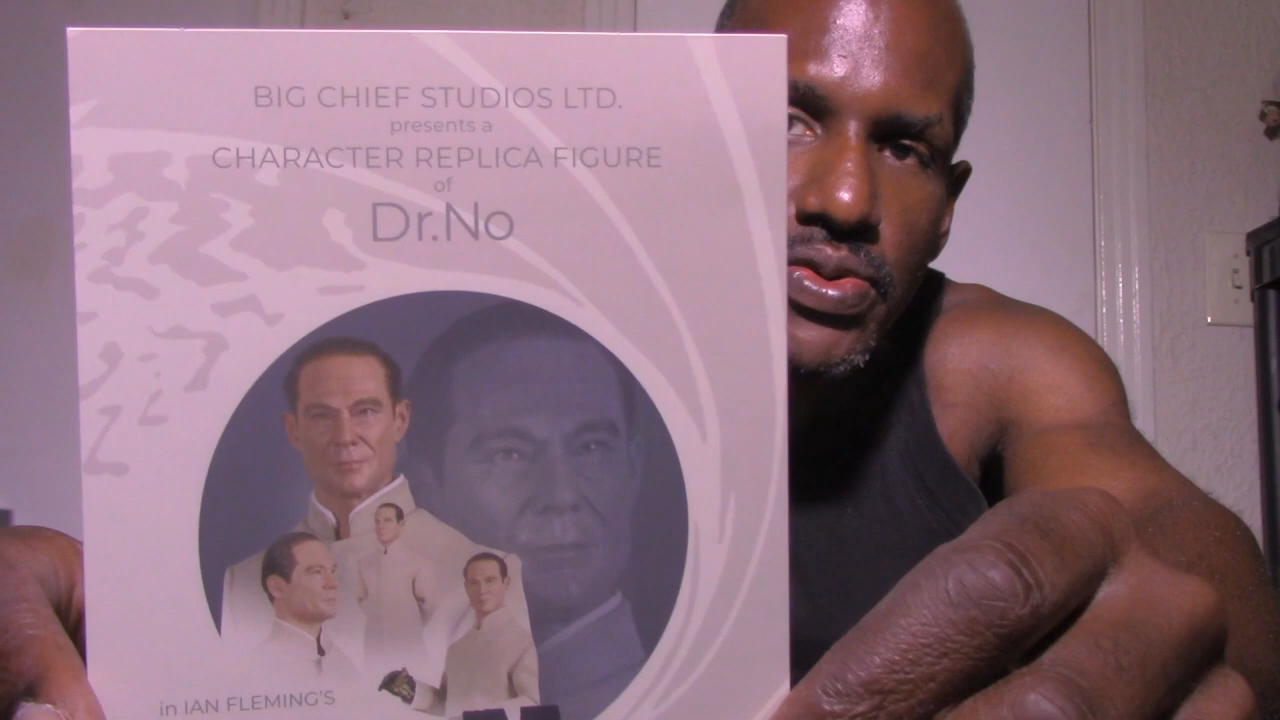 BIG CHIEF STUDIOS LTD.
presents a
CHARACTER REPLICA FIGURE
of
Dr.No
in IAN FLEMING'S